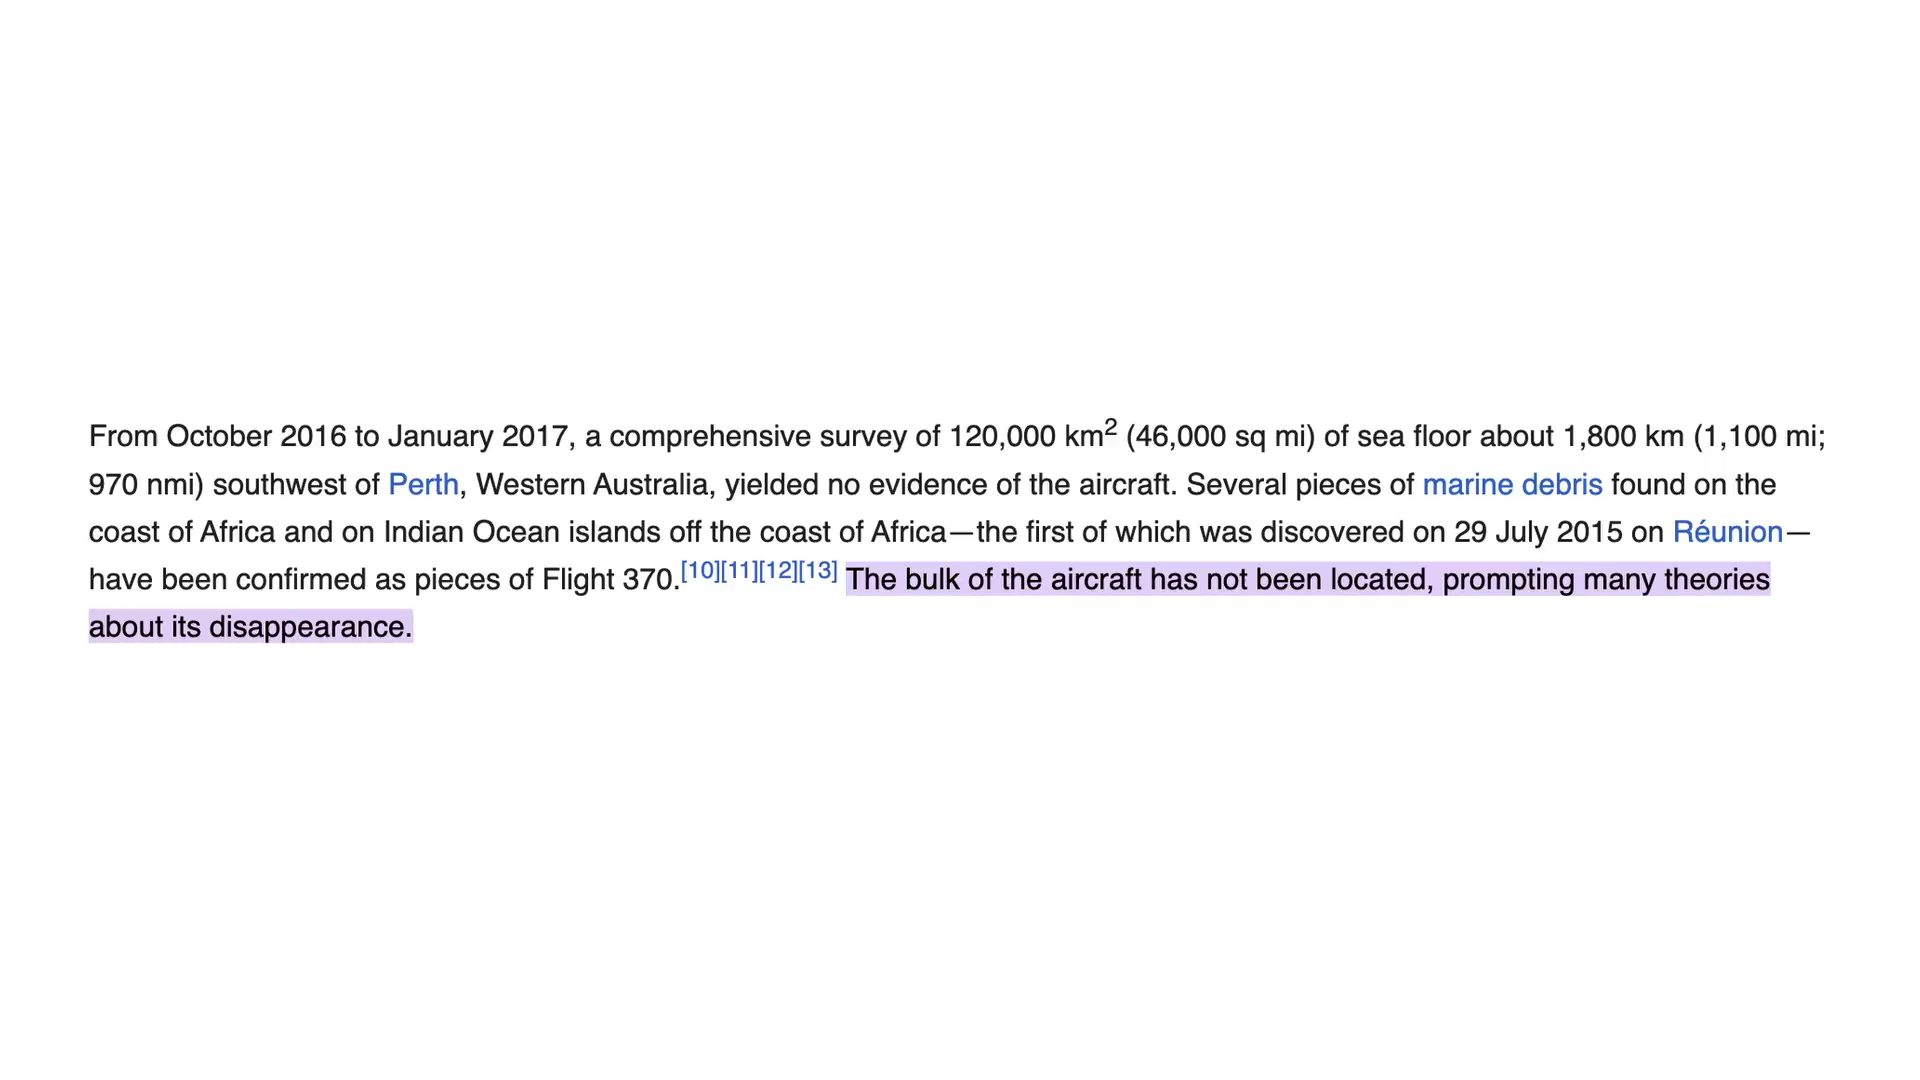 From October 2016 to January 2017, a comprehensive survey of 120,000 km² (46,000 sq mi) of sea floor about 1,800 km (1,100 mi;
970 nmi) southwest of Perth, Western Australia, yielded no evidence of the aircraft. Several pieces of marine debris found on the
coast of Africa and on Indian Ocean islands off the coast of Africa—the first of which was discovered on 29 July 2015 on Réunion—
have been confirmed as pieces of Flight 370.[10][11][12][13] The bulk of the aircraft has not been located, prompting many theories
about its disappearance.